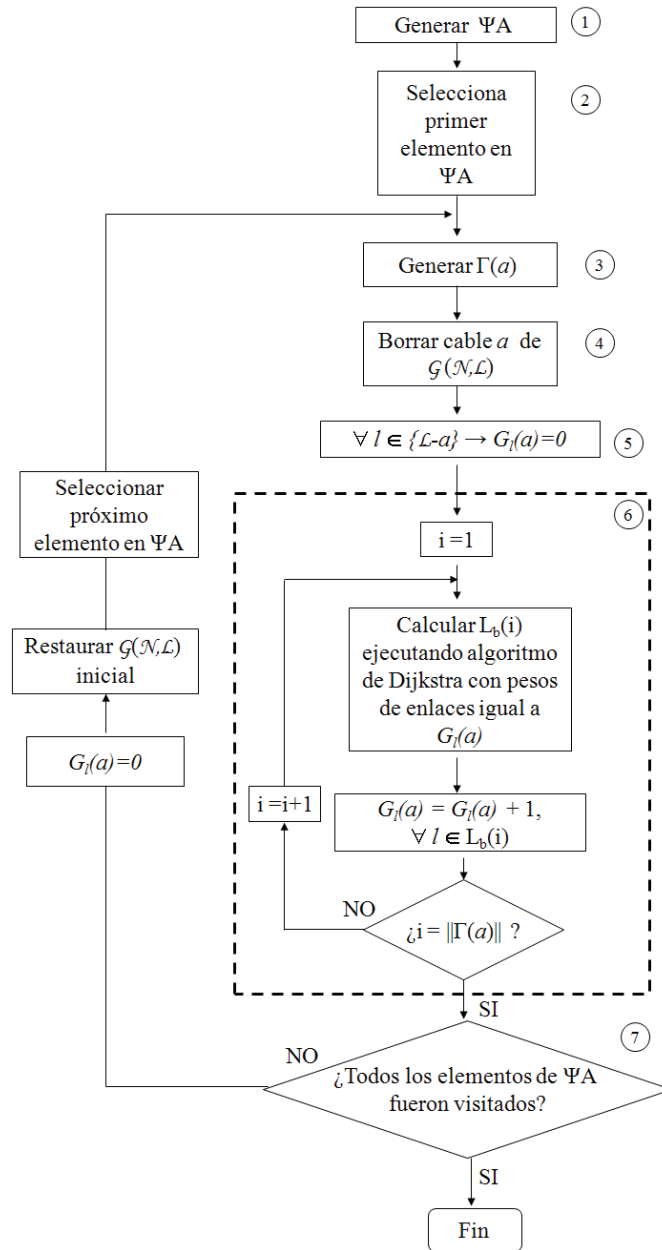 Generar ΨA
1
Selecciona
primer
elemento en
ΨA
2
Generar Γ(a)
3
Borrar cable a de
G(N,L)
4
∀ l ∈ {L-a} → Gl(a)=0
5
6
i =1
Calcular Lb(i)
ejecutando algoritmo
de Dijkstra con pesos
de enlaces igual a
Gl(a)
Gl(a) = Gl(a) + 1,
∀ l ∈ Lb(i)
¿i = ||Γ(a)|| ?
NO
i =i+1
SI
7
¿Todos los elementos de ΨA
fueron visitados?
NO
Gl(a)=0
Restaurar G(N,L)
inicial
Seleccionar
próximo
elemento en ΨA
SI
Fin